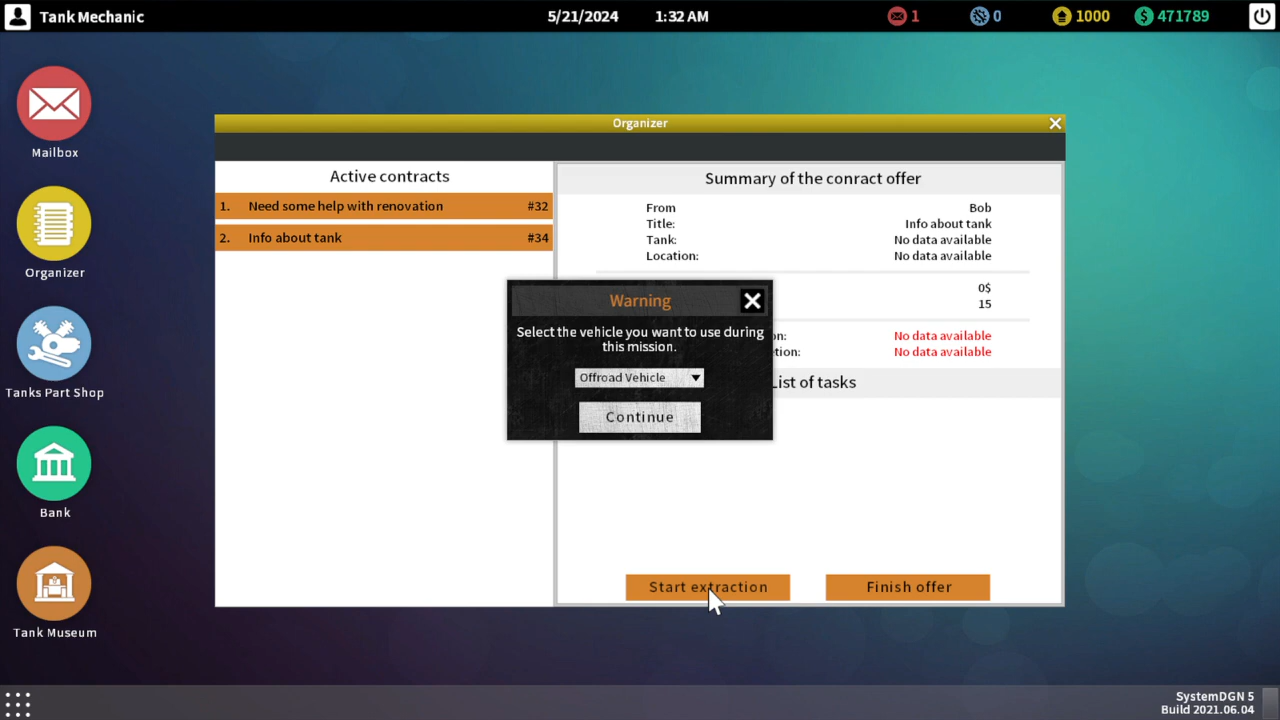 Tank Mechanic
5/21/2024 1:32 AM
1 0 1000 471789
Mailbox
Organizer
Tanks Part Shop
Bank
Tank Museum
Organizer
Active contracts
1. Need some help with renovation #32
2. Info about tank #34
Summary of the conract offer
From Bob
Title: Info about tank
Tank: No data available
Location: No data available
0$
15
on: No data available
etion: No data available
List of tasks
Start extraction Finish offer
Warning
Select the vehicle you want to use during
this mission.
Offroad Vehicle
Continue
SystemDGN 5
Build 2021.06.04